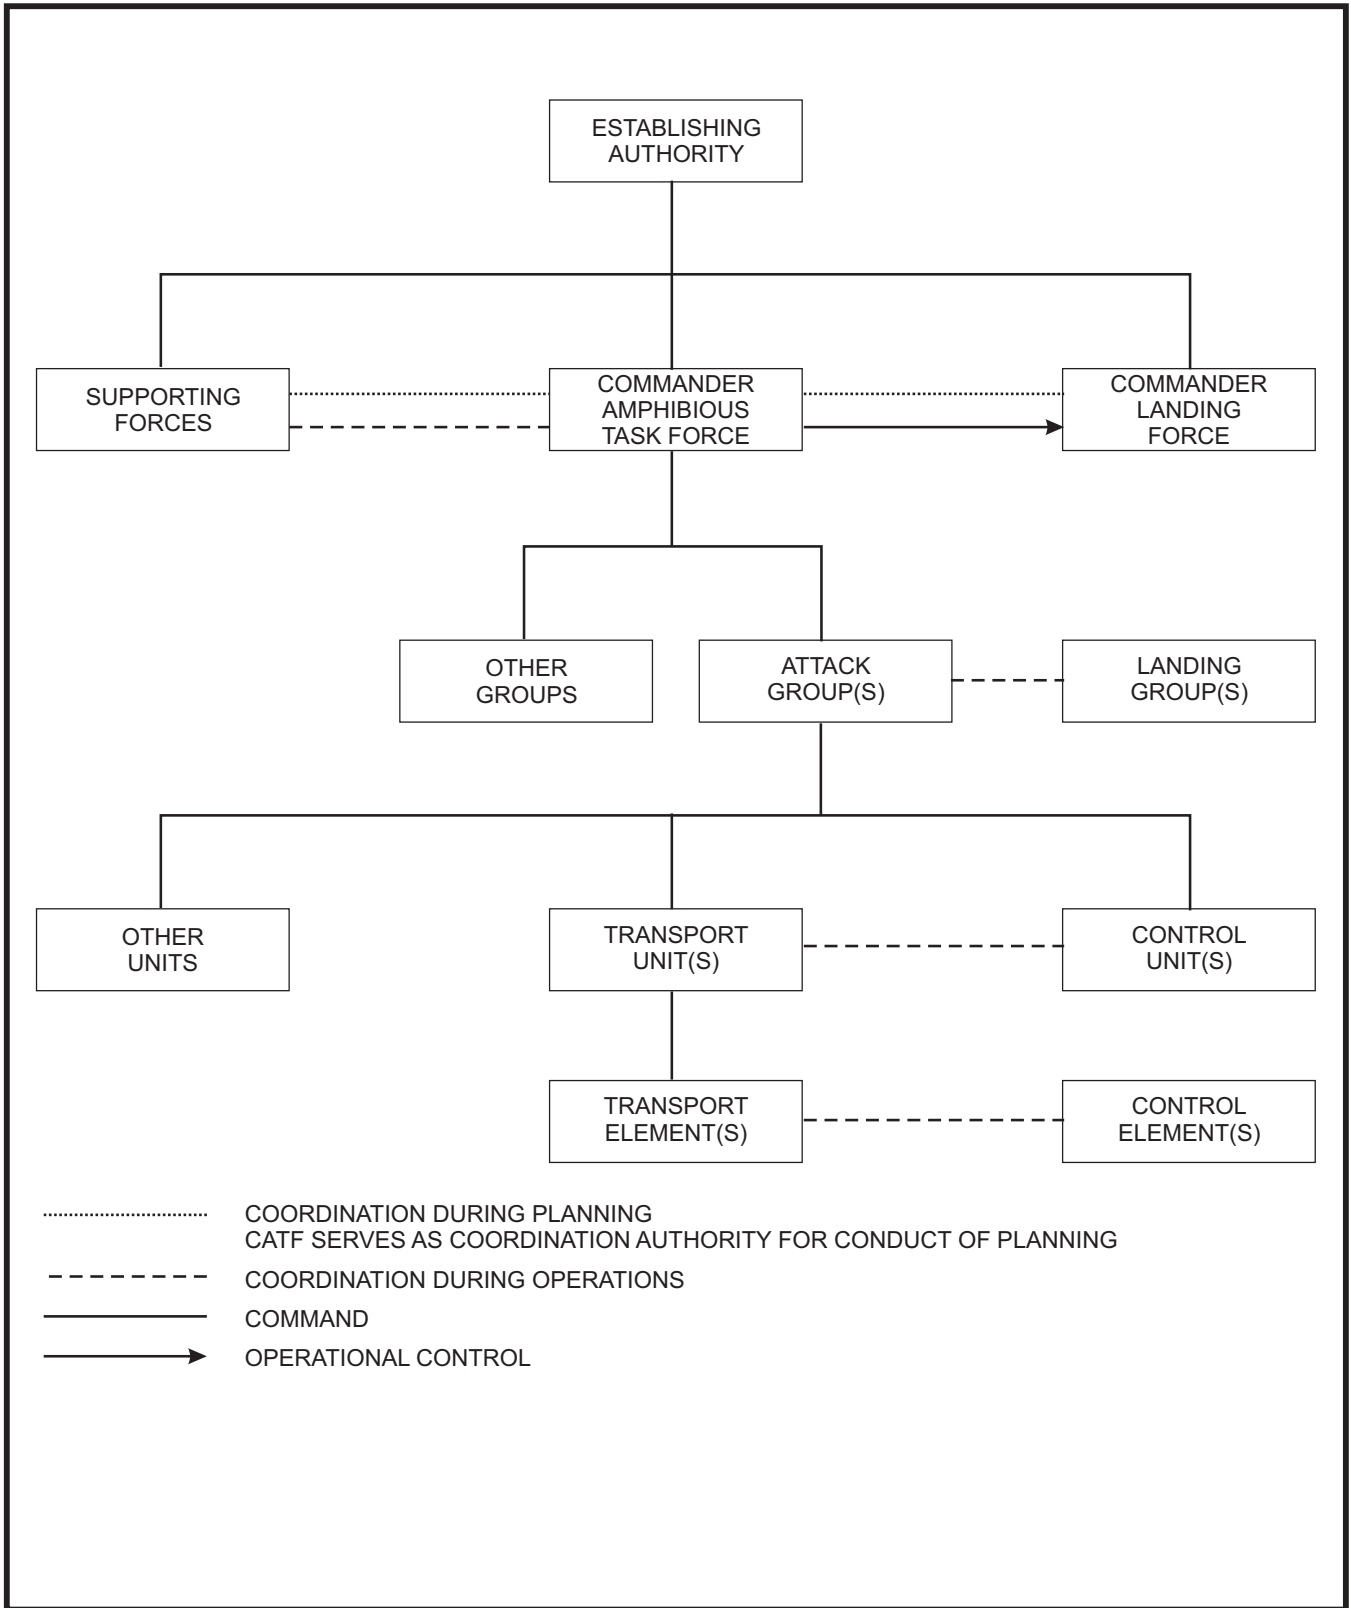 ESTABLISHING
AUTHORITY
SUPPORTING
FORCES
COMMANDER
AMPHIBIOUS
TASK FORCE
COMMANDER
LANDING
FORCE
OTHER
GROUPS
ATTACK
GROUP(S)
LANDING
GROUP(S)
OTHER
UNITS
TRANSPORT
UNIT(S)
CONTROL
UNIT(S)
TRANSPORT
ELEMENT(S)
CONTROL
ELEMENT(S)
COORDINATION DURING PLANNING
CATF SERVES AS COORDINATION AUTHORITY FOR CONDUCT OF PLANNING
COORDINATION DURING OPERATIONS
COMMAND
OPERATIONAL CONTROL